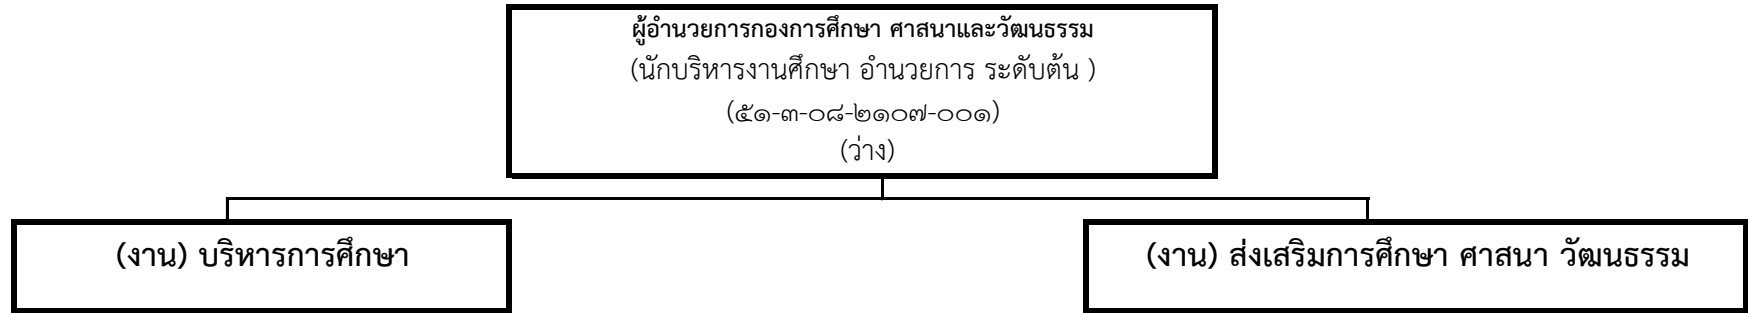 ผู้อำนวยการกองการศึกษา ศาสนาและวัฒนธรรม
(นักบริหารงานศึกษา อำนวยการ ระดับต้น )
(๕๑-๓-๐๘-๒๑๐๗-๐๐๑)
(ว่าง)
(งาน) บริหารการศึกษา
(งาน) ส่งเสริมการศึกษา ศาสนา วัฒนธรรม